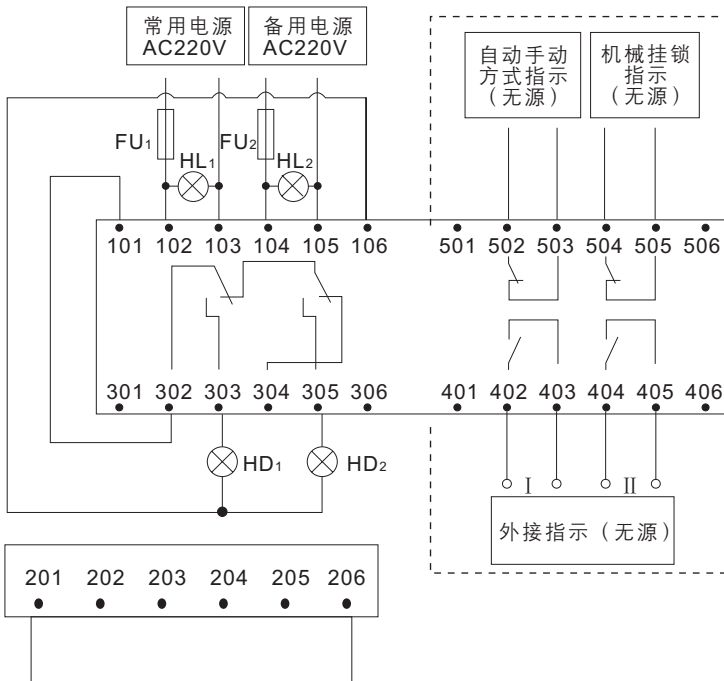 常用电源
AC220V
备用电源
AC220V
自动手动
方式指示
（无源）
机械挂锁
指示
（无源）
FU1
FU2
HL1
HL2
101 102 103 104 105 106
501 502 503 504 505 506
301 302 303 304 305 306
401 402 403 404 405 406
HD1
HD2
I
II
外接指示（无源）
201 202 203 204 205 206